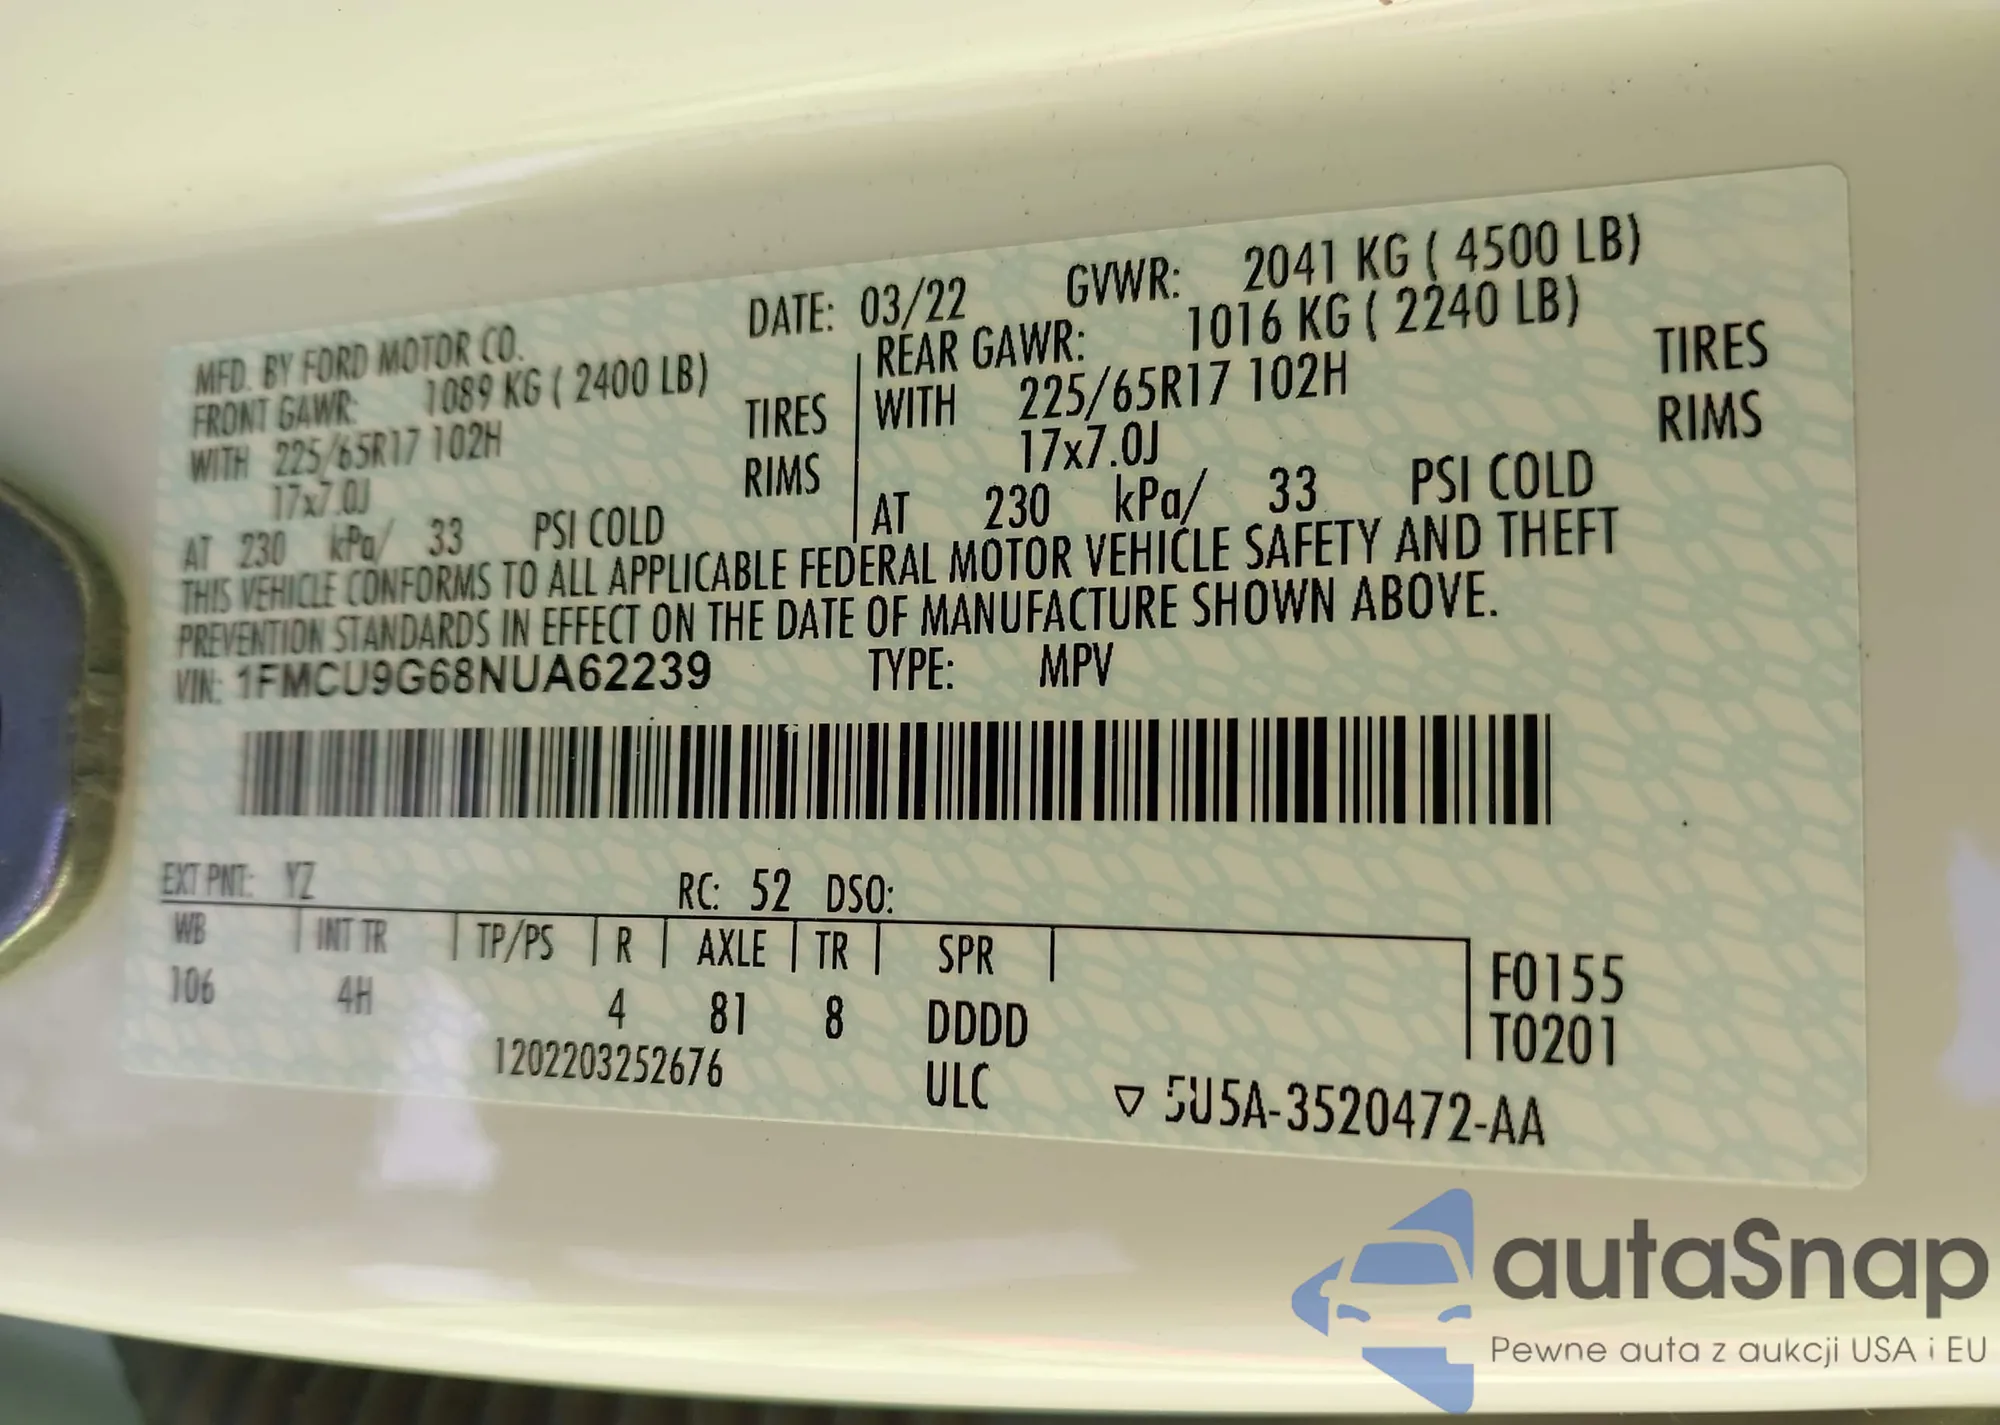 MFD. BY FORD MOTOR CO. DATE: 03/22 GVWR: 2041 KG ( 4500 LB)
FRONT GAWR: 1089 KG ( 2400 LB) REAR GAWR: 1016 KG ( 2240 LB)
WITH 225/65R17 102H TIRES WITH 225/65R17 102H TIRES
17x7.0J RIMS 17x7.0J RIMS
AT 230 kPa/ 33 PSI COLD AT 230 kPa/ 33 PSI COLD
THIS VEHICLE CONFORMS TO ALL APPLICABLE FEDERAL MOTOR VEHICLE SAFETY AND THEFT
PREVENTION STANDARDS IN EFFECT ON THE DATE OF MANUFACTURE SHOWN ABOVE.
VIN: 1FMCU9G68NUA62239 TYPE: MPV
EXT PNT: YZ RC: 52 DSO:
WB INT TR TP/PS R AXLE TR SPR F0155
106 4H 4 81 8 DDDD T0201
1202203252676 ULC ▽ 5U5A-3520472-AA
autaSnap
Pewne auta z aukcji USA i EU